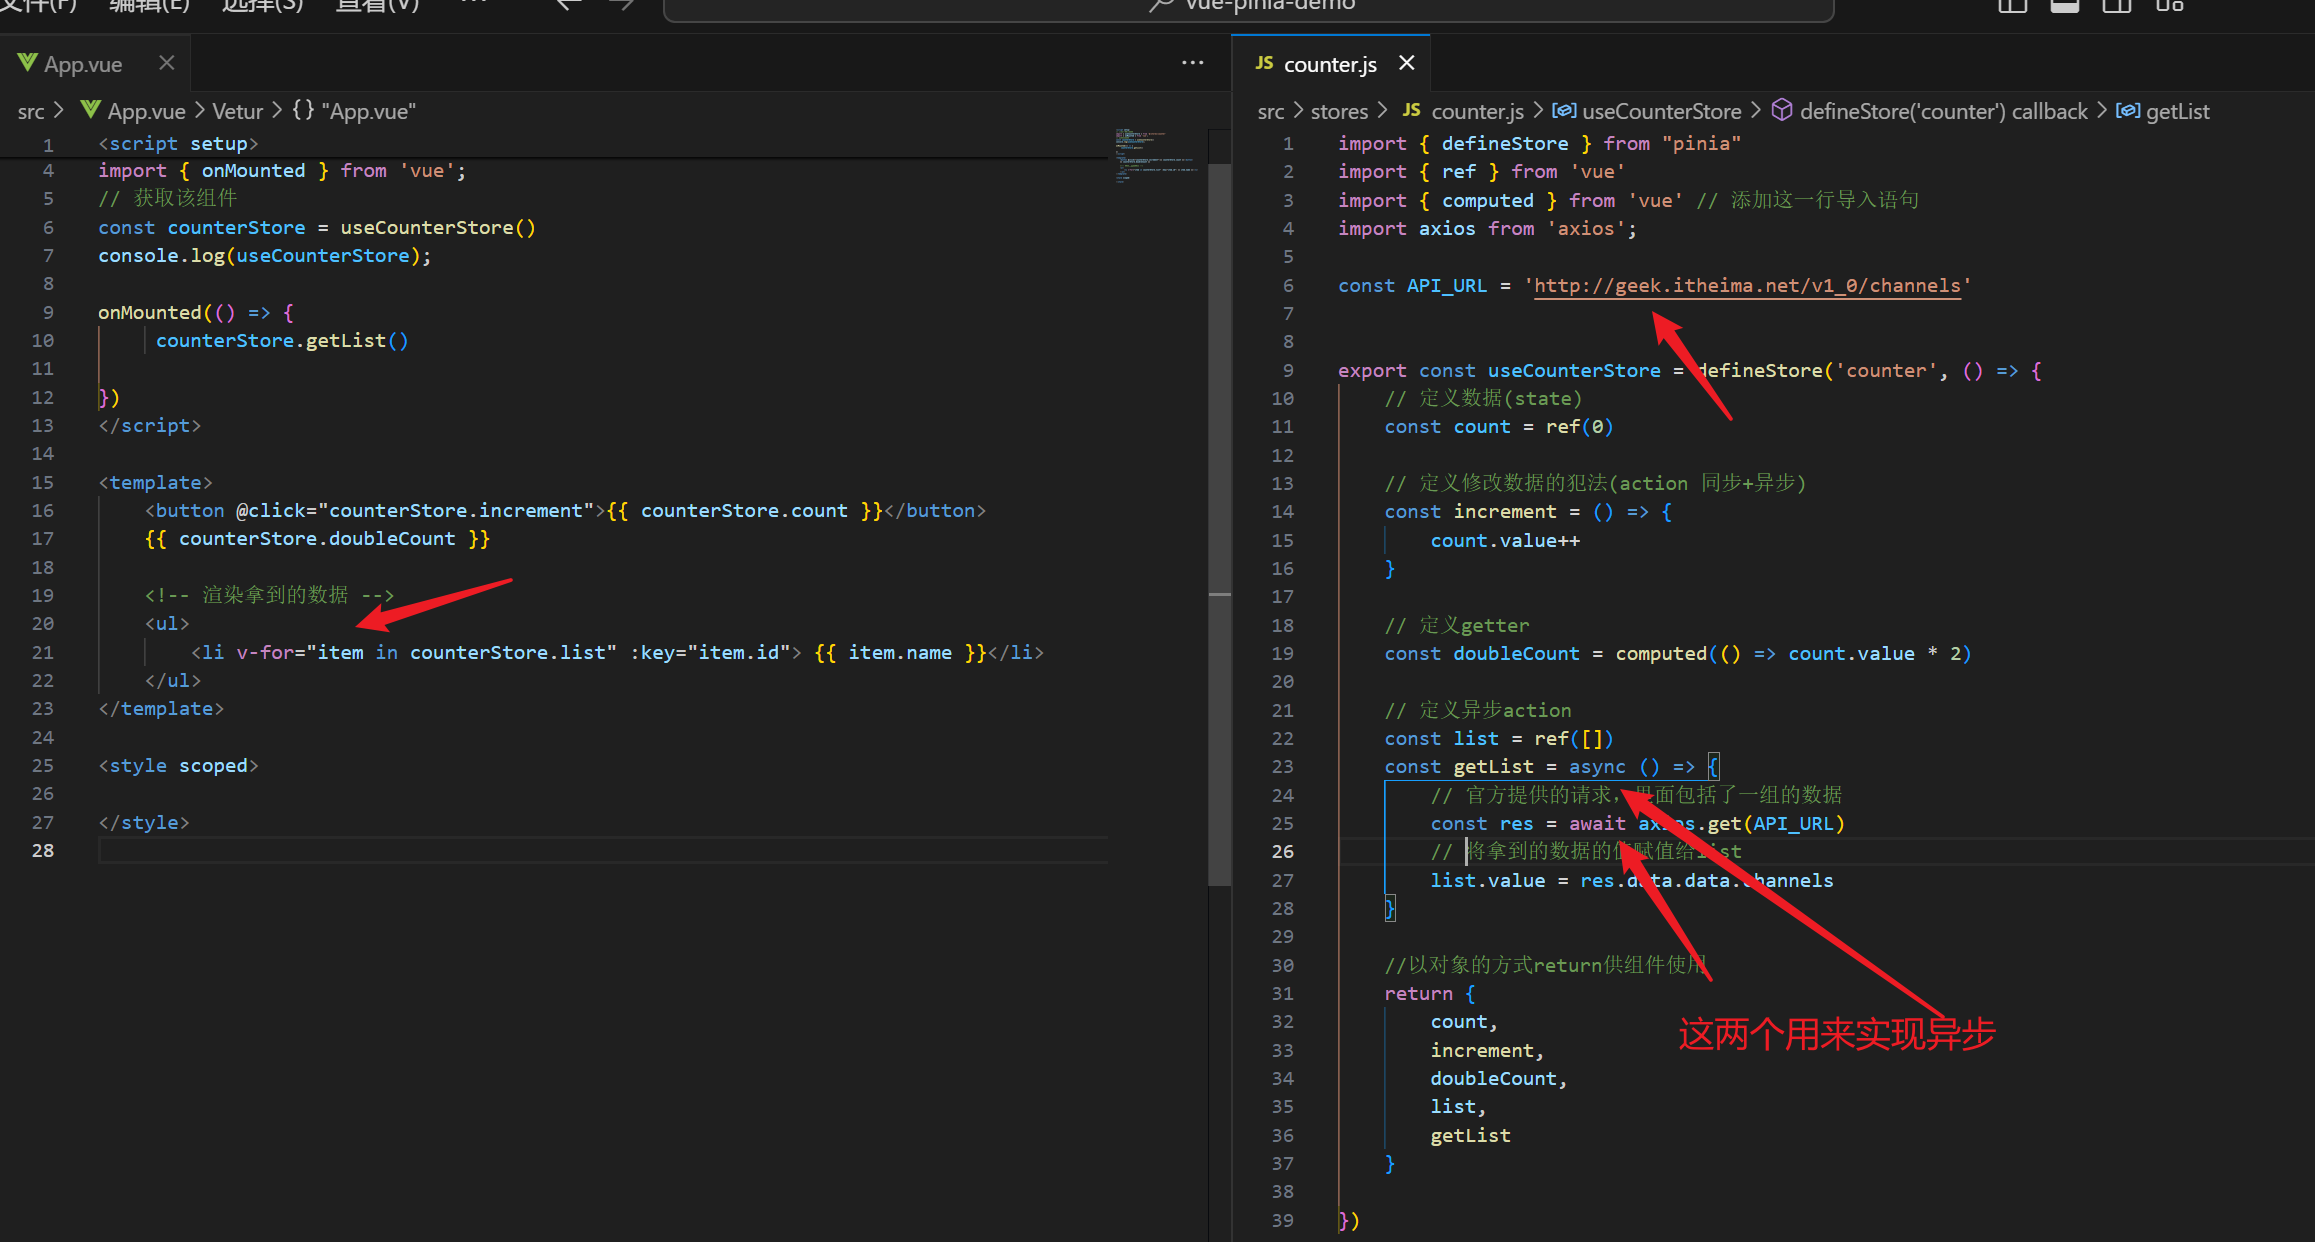 文件(F) 编辑(E) 选择(S) 查看(V) ··· vue-pinia-demo
App.vue
src > App.vue > Vetur > {} "App.vue"
1 <script setup>
4 import { onMounted } from 'vue';
5 // 获取该组件
6 const counterStore = useCounterStore()
7 console.log(useCounterStore);
8
9 onMounted(() => {
10 counterStore.getList()
11
12 })
13 </script>
14
15 <template>
16 <button @click="counterStore.increment">{{ counterStore.count }}</button>
17 {{ counterStore.doubleCount }}
18
19 <!-- 渲染拿到的数据 -->
20 <ul>
21 <li v-for="item in counterStore.list" :key="item.id"> {{ item.name }}</li>
22 </ul>
23 </template>
24
25 <style scoped>
26
27 </style>
28
JS counter.js
src > stores > JS counter.js > useCounterStore > defineStore('counter') callback > getList
1 import { defineStore } from "pinia"
2 import { ref } from 'vue'
3 import { computed } from 'vue' // 添加这一行导入语句
4 import axios from 'axios';
5
6 const API_URL = 'http://geek.itheima.net/v1_0/channels'
7
8
9 export const useCounterStore = defineStore('counter', () => {
10 // 定义数据(state)
11 const count = ref(0)
12
13 // 定义修改数据的犯法(action 同步+异步)
14 const increment = () => {
15 count.value++
16 }
17
18 // 定义getter
19 const doubleCount = computed(() => count.value * 2)
20
21 // 定义异步action
22 const list = ref([])
23 const getList = async () => {
24 // 官方提供的请求，里面包括了一组的数据
25 const res = await axios.get(API_URL)
26 // 将拿到的数据的值赋值给list
27 list.value = res.data.data.channels
28 }
29
30 //以对象的方式return供组件使用
31 return {
32 count,
33 increment,
34 doubleCount,
35 list,
36 getList
37 }
38
39 })
这两个用来实现异步